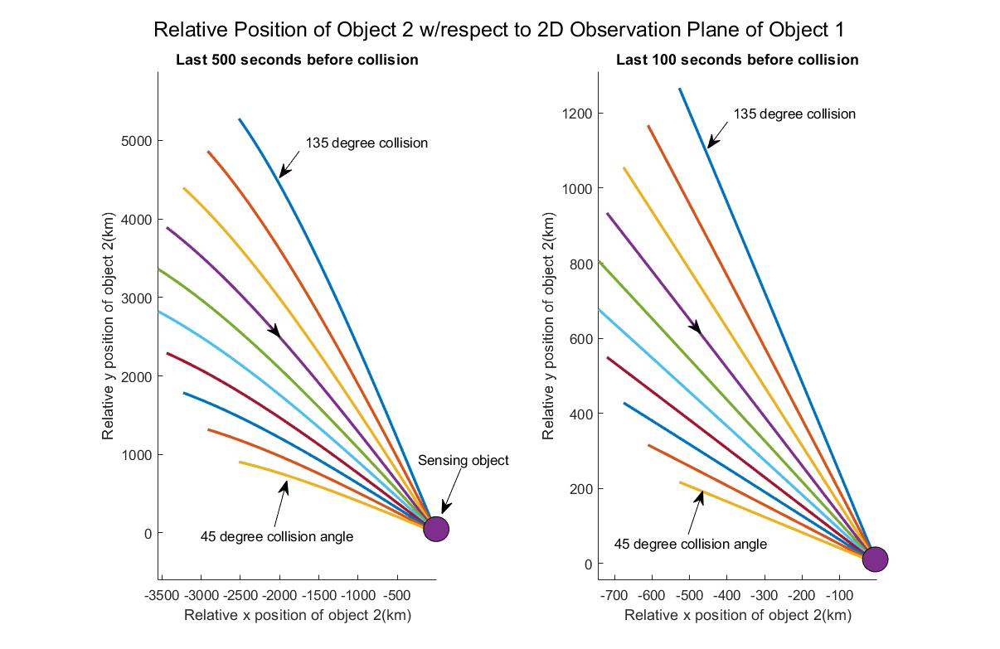 Relative Position of Object 2 w/respect to 2D Observation Plane of Object 1
Last 500 seconds before collision
5000
4000
3000
2000
1000
0
Relative y position of object 2(km)
135 degree collision
Sensing object
45 degree collision angle
-3500 -3000 -2500 -2000 -1500 -1000 -500
Relative x position of object 2(km)
Last 100 seconds before collision
1200
1000
800
600
400
200
0
Relative y position of object 2(km)
135 degree collision
45 degree collision angle
-700 -600 -500 -400 -300 -200 -100
Relative x position of object 2(km)